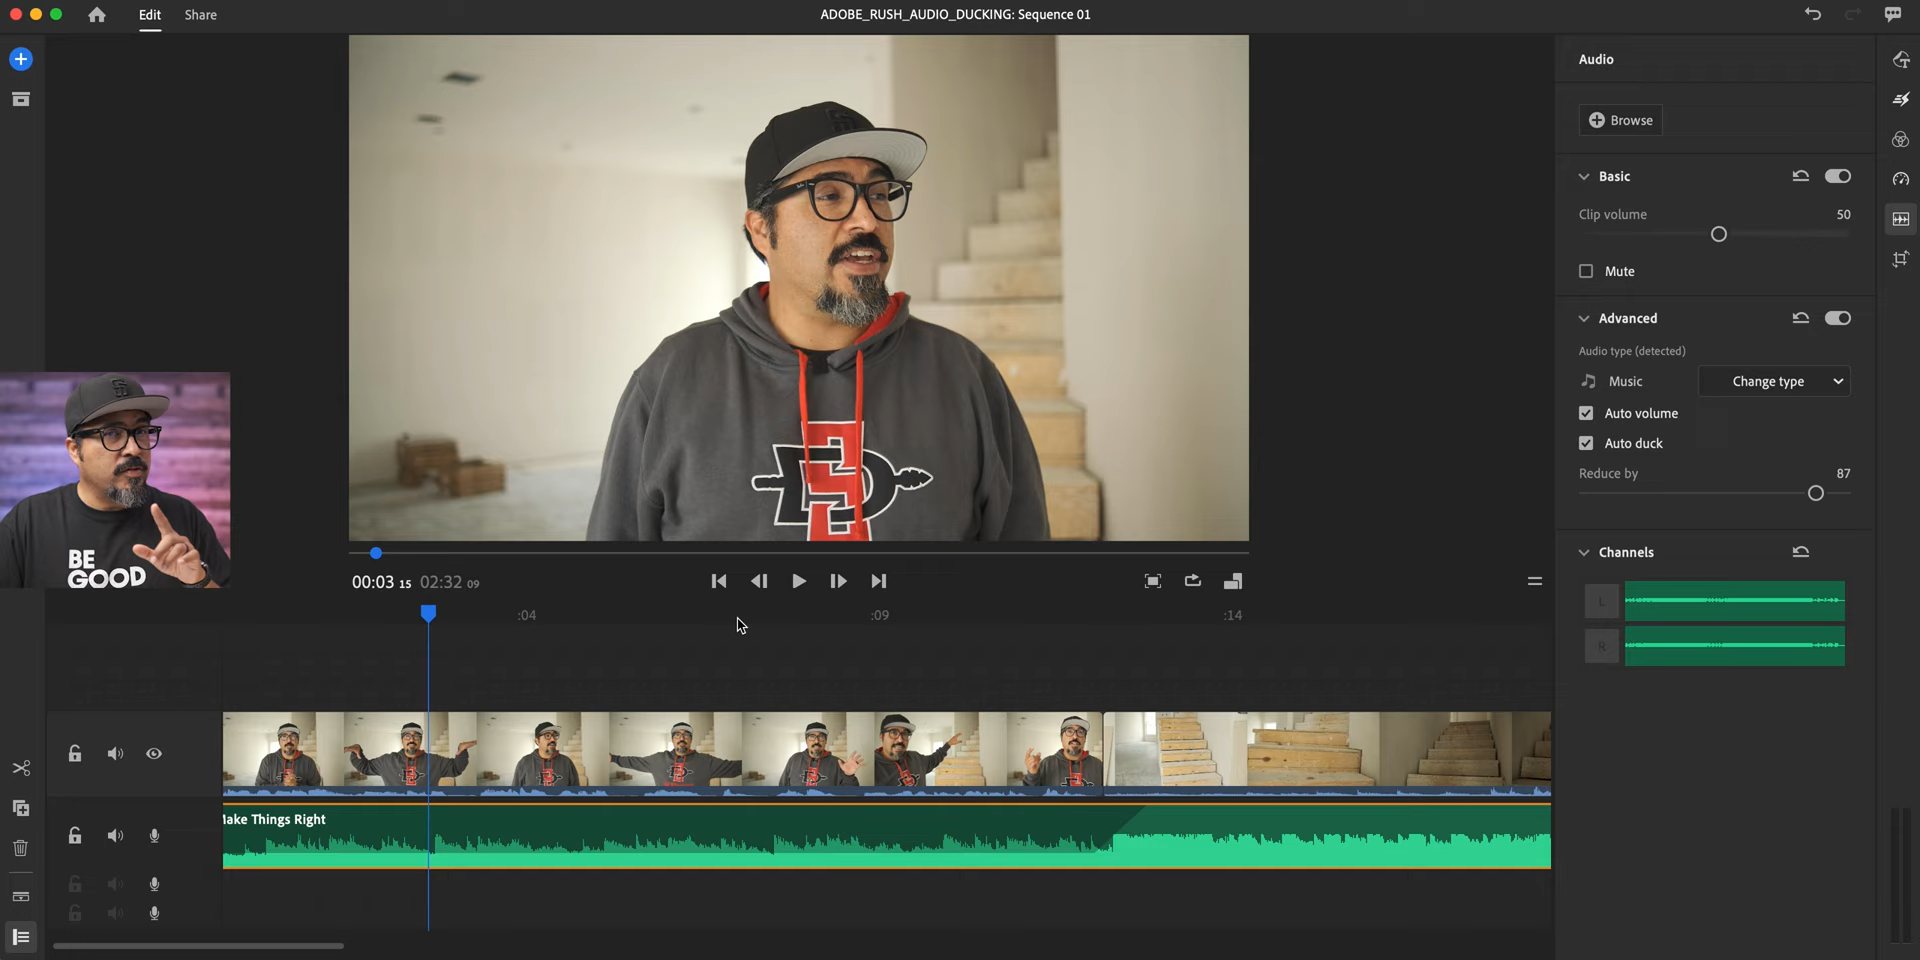 Edit
Share
ADOBE_RUSH_AUDIO_DUCKING: Sequence 01
Audio
Browse
Basic
Clip volume
50
Mute
Advanced
Audio type (detected)
Music
Change type
Auto volume
Auto duck
Reduce by
87
Channels
L
R
BE
GOOD
SD
00:03 15
02:32 09
:04
:09
:14
Make Things Right